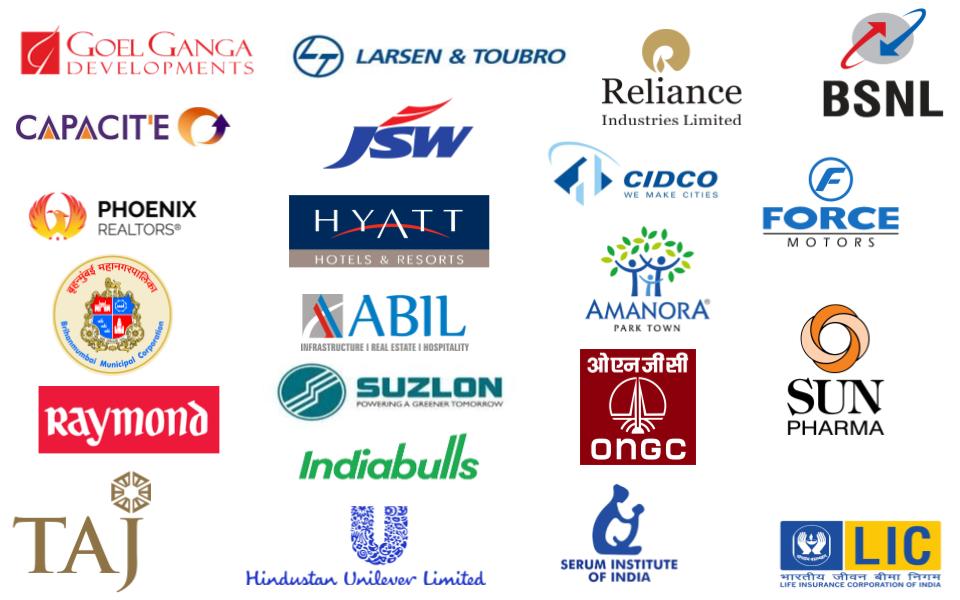 GOEL GANGA
DEVELOPMENTS
LARSEN & TOUBRO
Reliance
Industries Limited
BSNL
CAPACIT'E
JSW
CIDCO
WE MAKE CITIES
F
FORCE
MOTORS
PHOENIX
REALTORS®
HYATT
HOTELS & RESORTS
AMANORA®
PARK TOWN
बृहन्मुंबई महानगरपालिका
Brihanmumbai Municipal Corporation
ABIL
INFRASTRUCTURE I REAL ESTATE I HOSPITALITY
SUN
PHARMA
SUZLON
POWERING A GREENER TOMORROW
ओएनजीसी
ONGC
Raymond
Indiabulls
TAJ
Hindustan Unilever Limited
SERUM INSTITUTE
OF INDIA
LIC
भारतीय जीवन बीमा निगम
LIFE INSURANCE CORPORATION OF INDIA